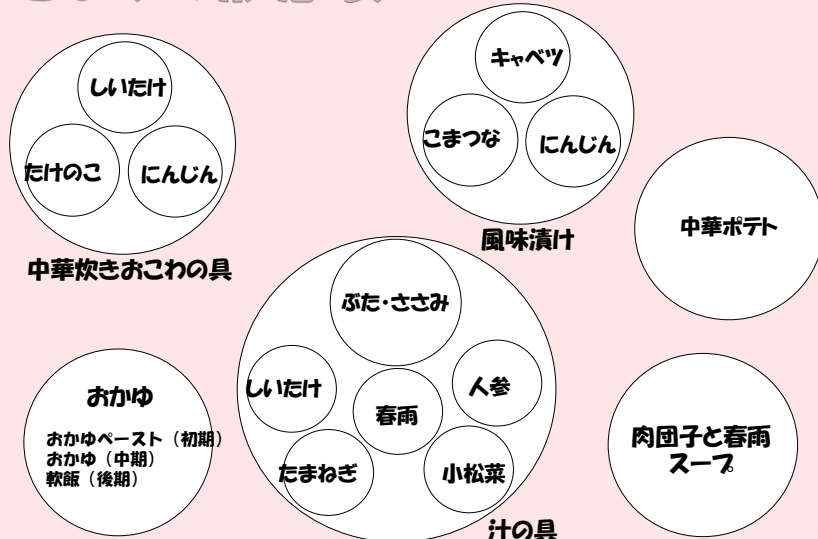 しいたけ
たけのこ
にんじん
中華炊きおこわの具
キャベツ
こまつな
にんじん
風味漬け
中華ポテト
ぶた・ささみ
しいたけ
春雨
人参
たまねぎ
小松菜
汁の具
おかゆ
おかゆペースト（初期）
おかゆ（中期）
軟飯（後期）
肉団子と春雨
スープ